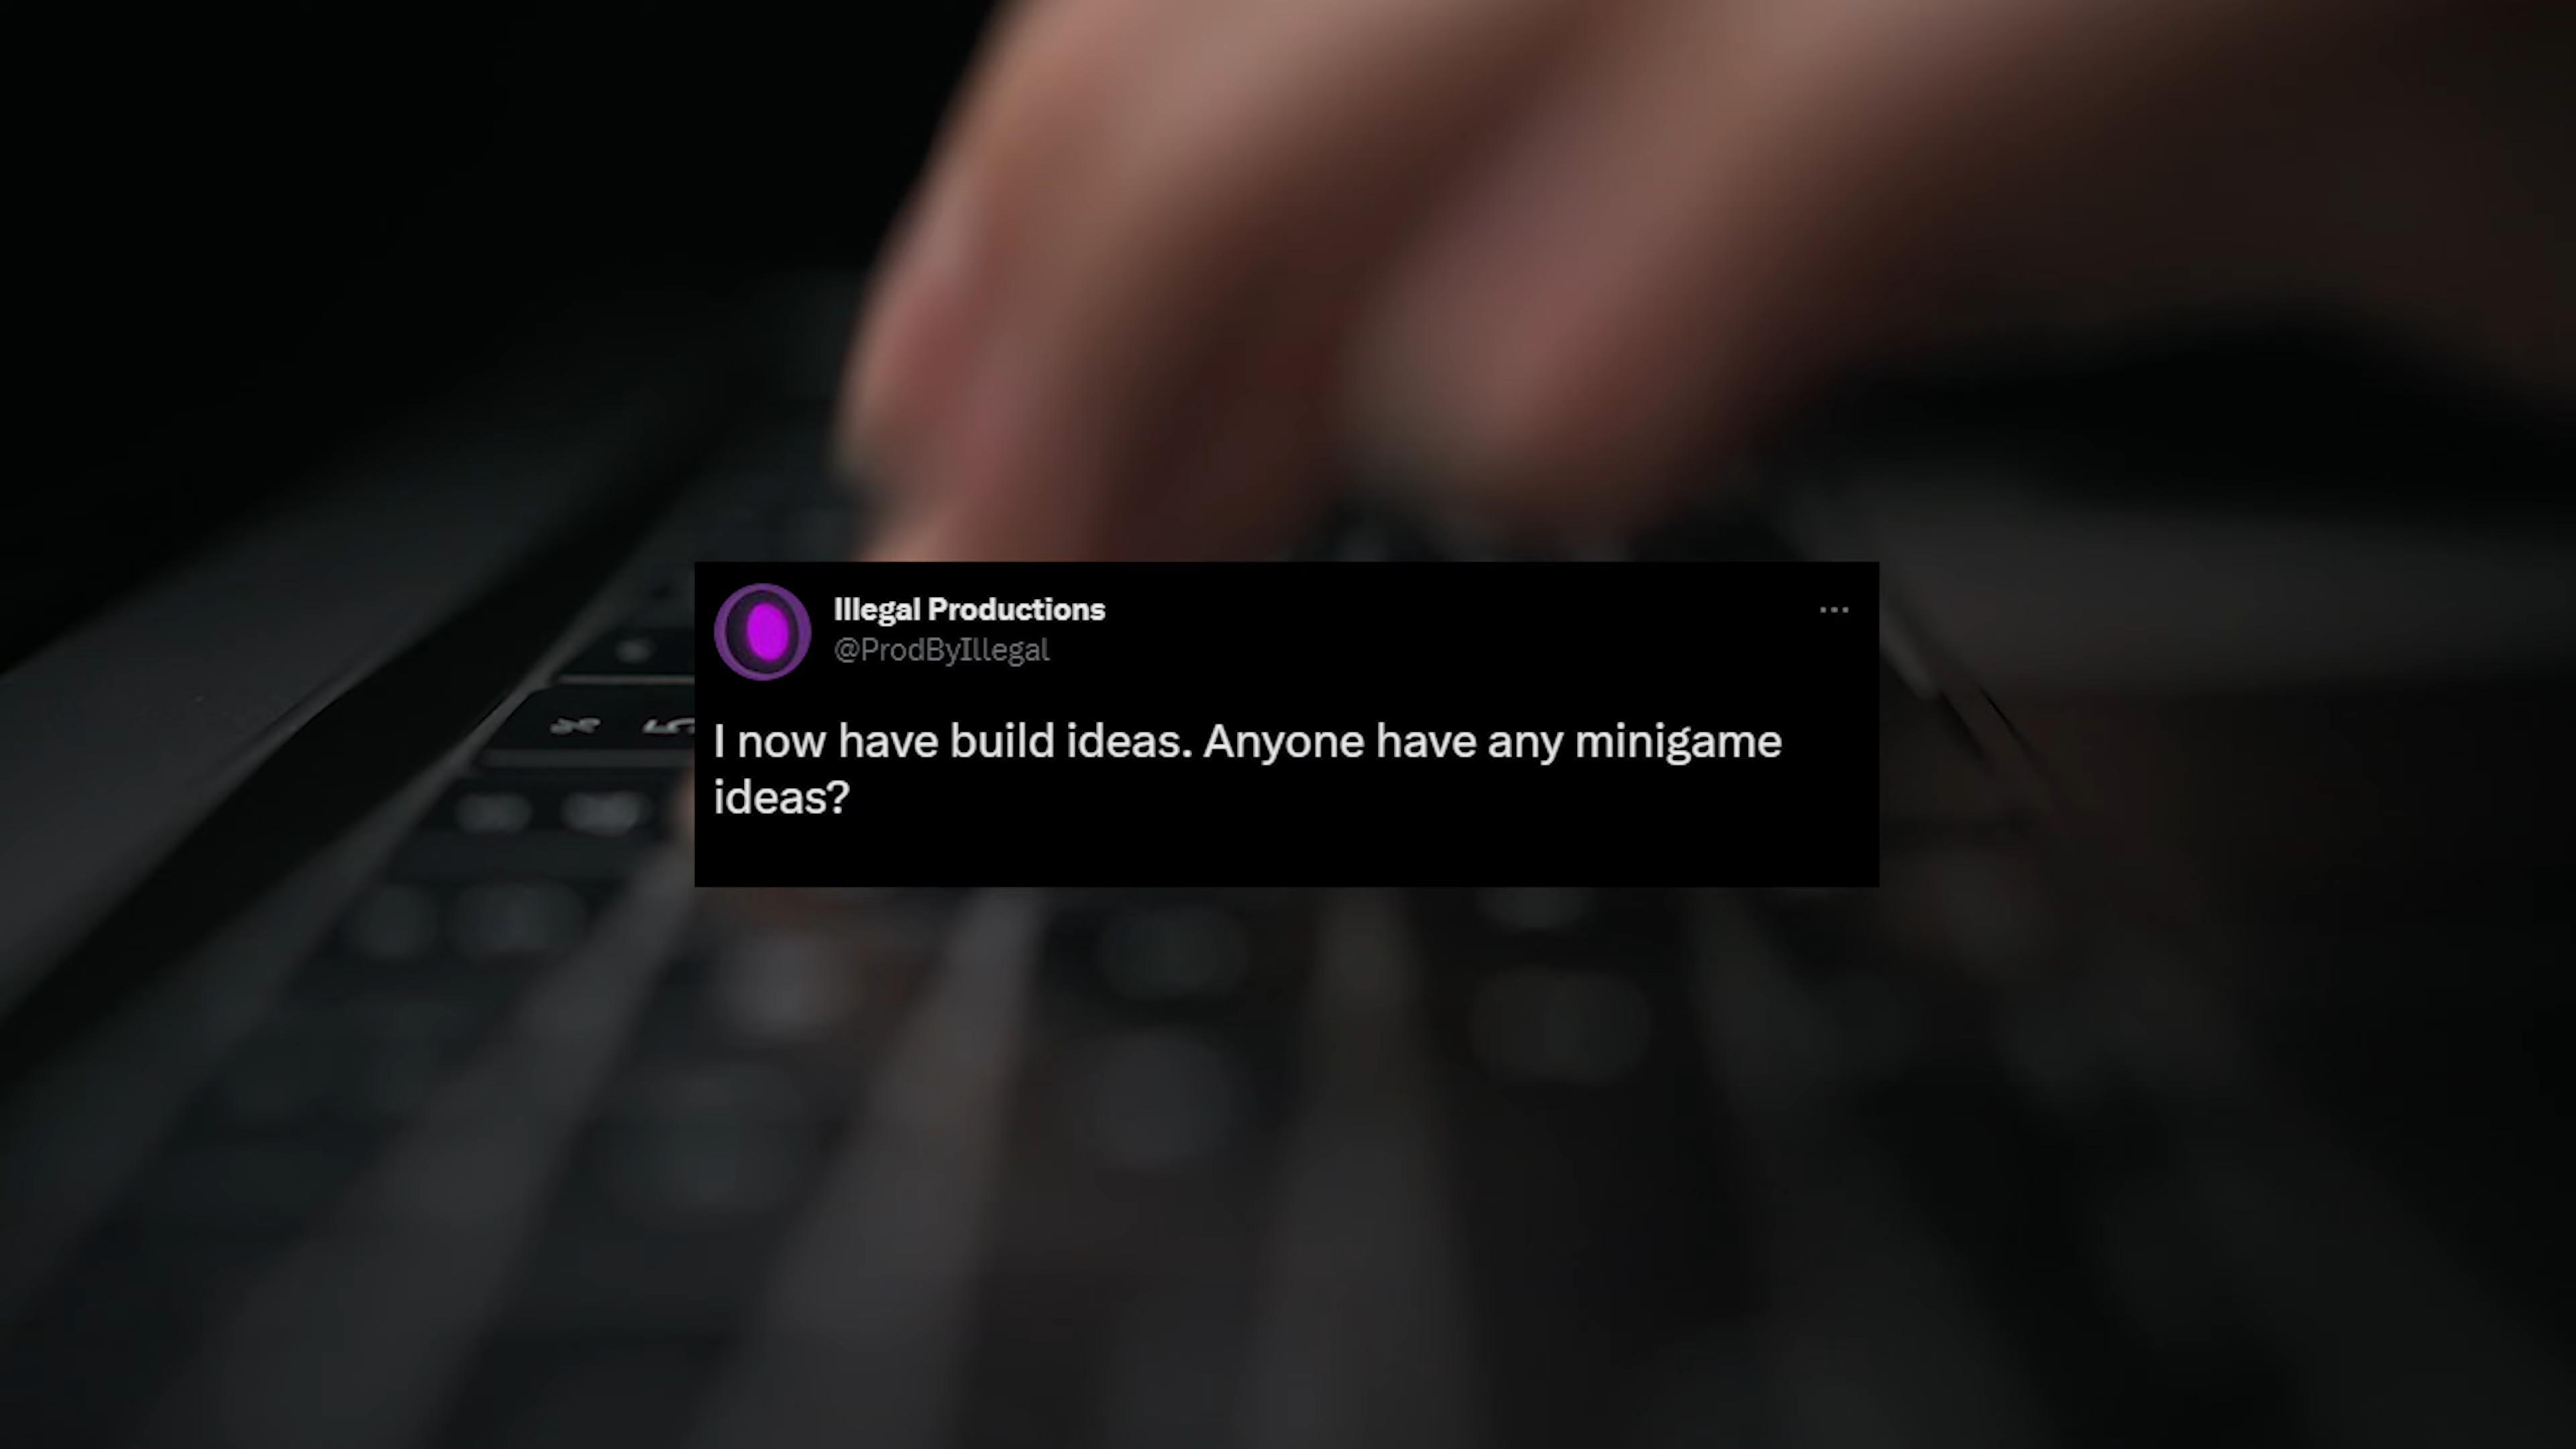 Illegal Productions
@ProdByIllegal
I now have build ideas. Anyone have any minigame
ideas?